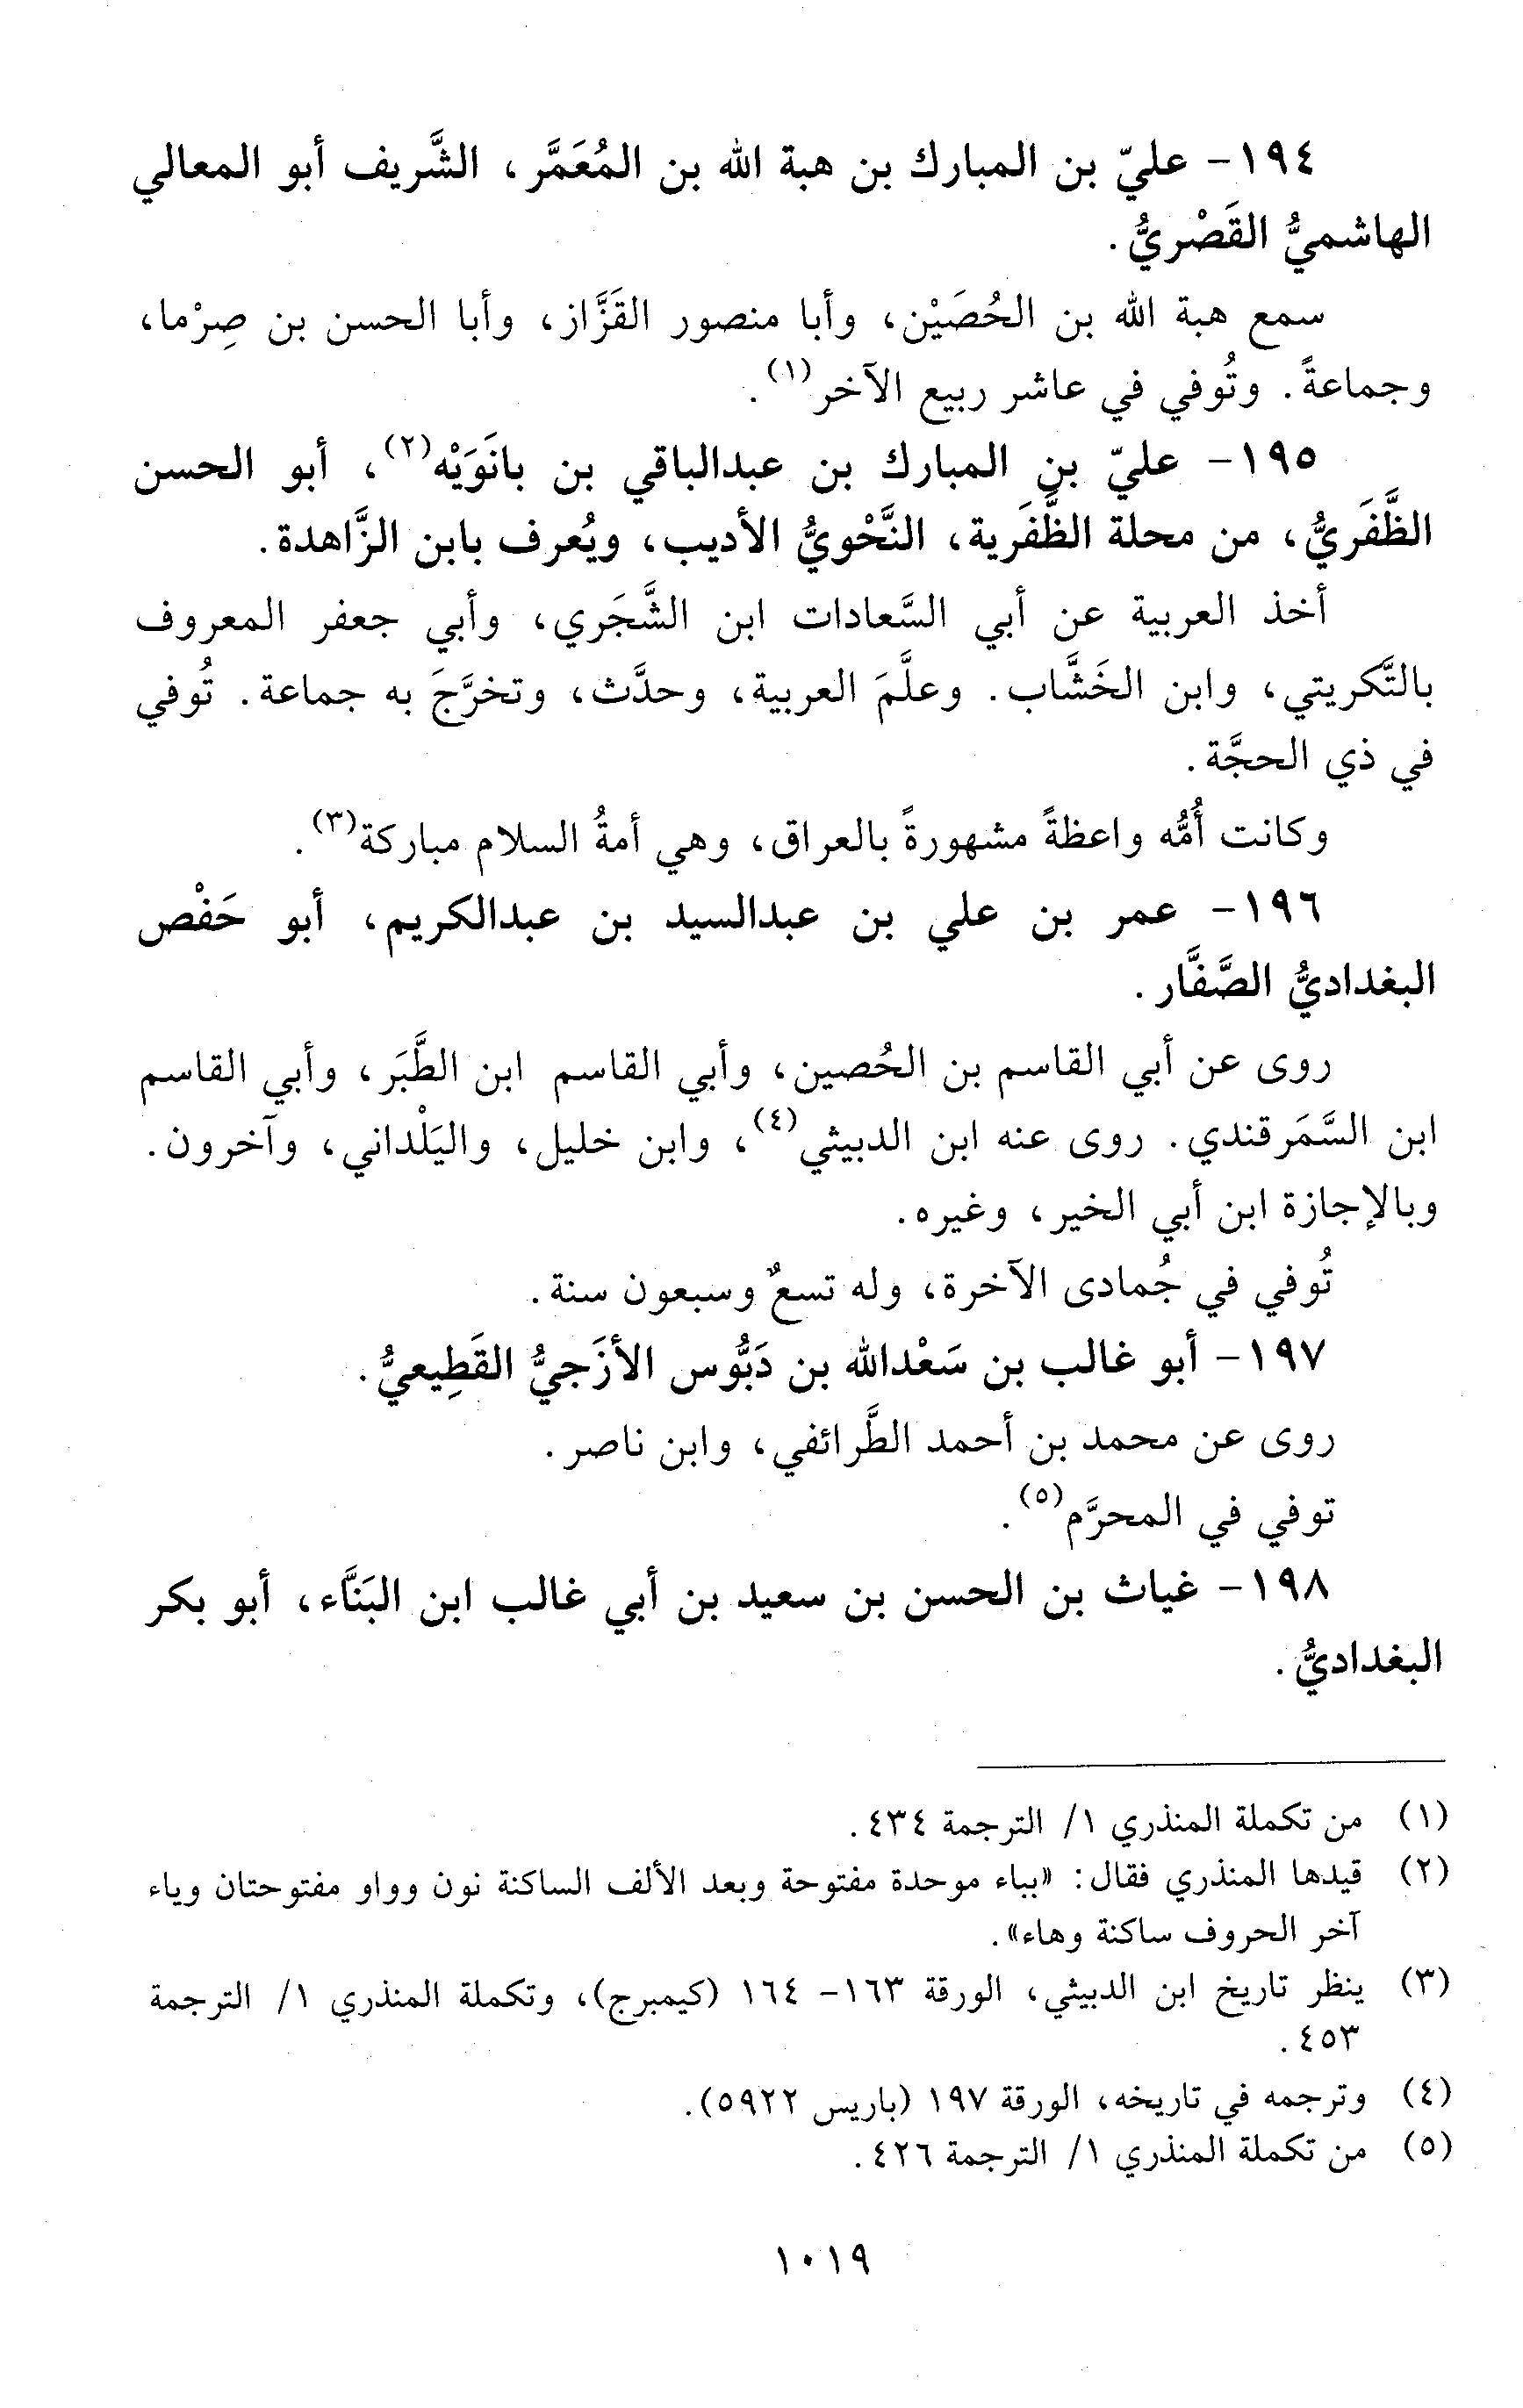 ١٩٤- عليّ بن المبارك بن هبة الله بن المُعَمَّر، الشَّريف أبو المعالي
الهاشميُّ القَصْريُّ.
سمع هبة الله بن الحُصَيْن، وأبا منصور القَزَّاز، وأبا الحسن بن صِرْما،
وجماعةً. وتُوفي في عاشر ربيع الآخر(١).
١٩٥- عليّ بن المبارك بن عبدالباقي بن بانَوَيْه(٢)، أبو الحسن
الظَّفَريُّ، من محلة الظَّفَرية، النَّحْويُّ الأديب، ويُعرف بابن الزَّاهدة.
أخذ العربية عن أبي السَّعادات ابن الشَّجَري، وأبي جعفر المعروف
بالتَّكريتي، وابن الخَشَّاب. وعلَّمَ العربية، وحدَّث، وتخرَّجَ به جماعة. تُوفي
في ذي الحجَّة.
وكانت أُمُّه واعظةً مشهورةً بالعراق، وهي أمةُ السلام مباركة(٣).
١٩٦- عمر بن علي بن عبدالسيد بن عبدالكريم، أبو حَفْص
البغداديُّ الصَّفَّار.
روى عن أبي القاسم بن الحُصين، وأبي القاسم ابن الطَّبَر، وأبي القاسم
ابن السَّمَرقندي. روى عنه ابن الدبيثي(٤)، وابن خليل، واليَلْداني، وآخرون.
وبالإجازة ابن أبي الخير، وغيره.
تُوفي في جُمادى الآخرة، وله تسعٌ وسبعون سنة.
١٩٧- أبو غالب بن سَعْدالله بن دَبُّوس الأزَجيُّ القَطِيعيُّ.
روى عن محمد بن أحمد الطَّرائفي، وابن ناصر.
توفي في المحرَّم(٥).
١٩٨- غياث بن الحسن بن سعيد بن أبي غالب ابن البَنَّاء، أبو بكر
البغداديُّ.
(١) من تكملة المنذري ١/ الترجمة ٤٣٤.
(٢) قيدها المنذري فقال: «بباء موحدة مفتوحة وبعد الألف الساكنة نون وواو مفتوحتان وياء
آخر الحروف ساكنة وهاء».
(٣) ينظر تاريخ ابن الدبيثي، الورقة ١٦٣- ١٦٤ (كيمبرج)، وتكملة المنذري ١/ الترجمة
٤٥٣.
(٤) وترجمه في تاريخه، الورقة ١٩٧ (باريس ٥٩٢٢).
(٥) من تكملة المنذري ١/ الترجمة ٤٢٦.
١٠١٩